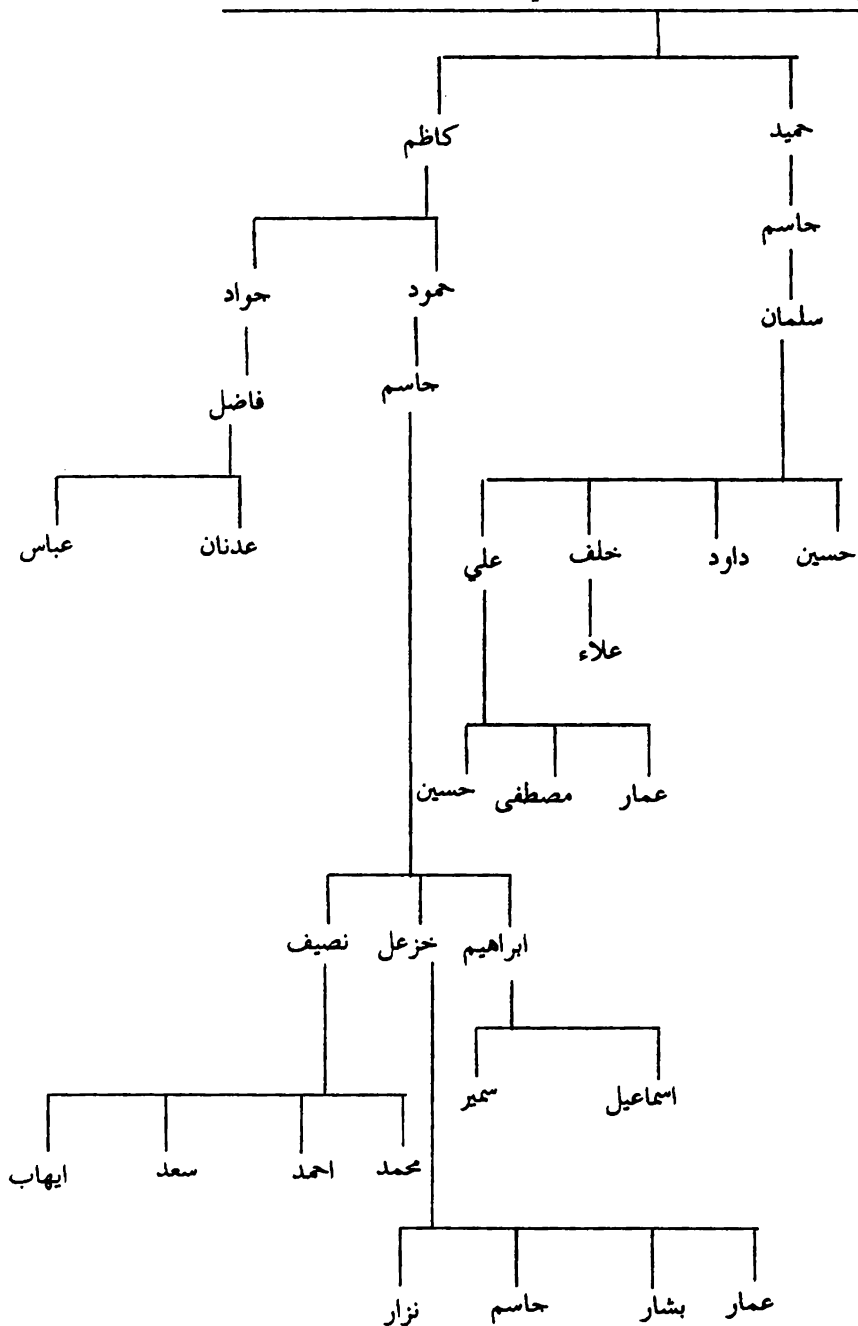 حميد كاظم
جاسم
حمود جواد
سلمان
جاسم
فاضل
حسين داود خلف علي عدنان عباس
علاء
عمار مصطفى حسين
ابراهيم خزعل نصيف
اسماعيل سمير
محمد احمد سعد ايهاب
عمار بشار جاسم نزار